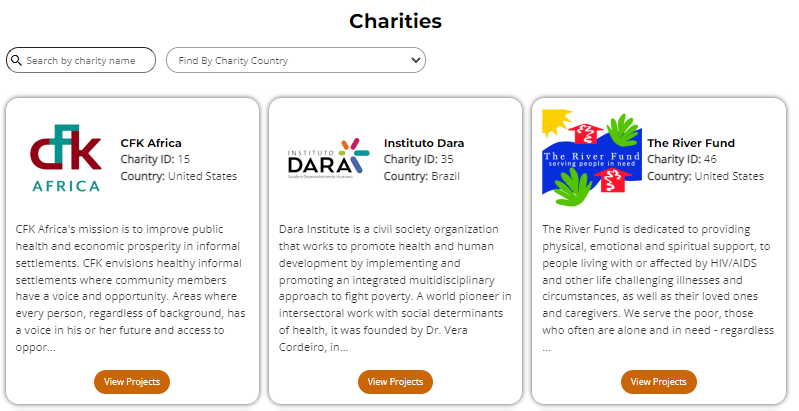 Charities
Search by charity name
Find By Charity Country
cfk
AFRICA
CFK Africa
Charity ID: 15
Country: United States
CFK Africa's mission is to improve public
health and economic prosperity in informal
settlements. CFK envisions healthy informal
settlements where community members
have a voice and opportunity. Areas where
every person, regardless of background, has
a voice in his or her future and access to
oppor...
View Projects
INSTITUTO
DARA
Saúde e Desenvolvimento Humano
Instituto Dara
Charity ID: 35
Country: Brazil
Dara Institute is a civil society organization
that works to promote health and human
development by implementing and
promoting an integrated multidisciplinary
approach to fight poverty. A world pioneer in
intersectoral work with social determinants
of health, it was founded by Dr. Vera
Cordeiro, in...
View Projects
The River Fund
serving people in need
The River Fund
Charity ID: 46
Country: United States
The River Fund is dedicated to providing
physical, emotional and spiritual support, to
people living with or affected by HIV/AIDS
and other life challenging illnesses and
circumstances, as well as their loved ones
and caregivers. We serve the poor, those
who often are alone and in need - regardless
...
View Projects